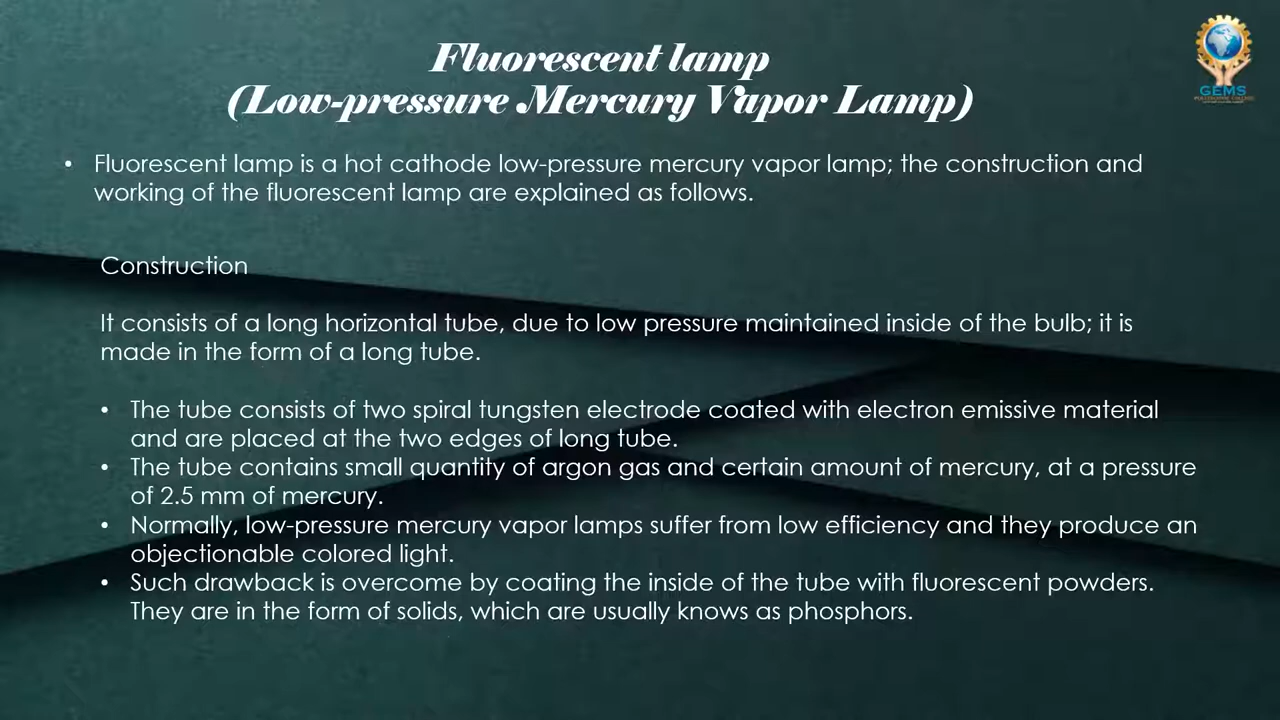 Fluorescent lamp
(Low-pressure Mercury Vapor Lamp)
GEMS
• Fluorescent lamp is a hot cathode low-pressure mercury vapor lamp; the construction and
working of the fluorescent lamp are explained as follows.
Construction
It consists of a long horizontal tube, due to low pressure maintained inside of the bulb; it is
made in the form of a long tube.
• The tube consists of two spiral tungsten electrode coated with electron emissive material
and are placed at the two edges of long tube.
• The tube contains small quantity of argon gas and certain amount of mercury, at a pressure
of 2.5 mm of mercury.
• Normally, low-pressure mercury vapor lamps suffer from low efficiency and they produce an
objectionable colored light.
• Such drawback is overcome by coating the inside of the tube with fluorescent powders.
They are in the form of solids, which are usually knows as phosphors.